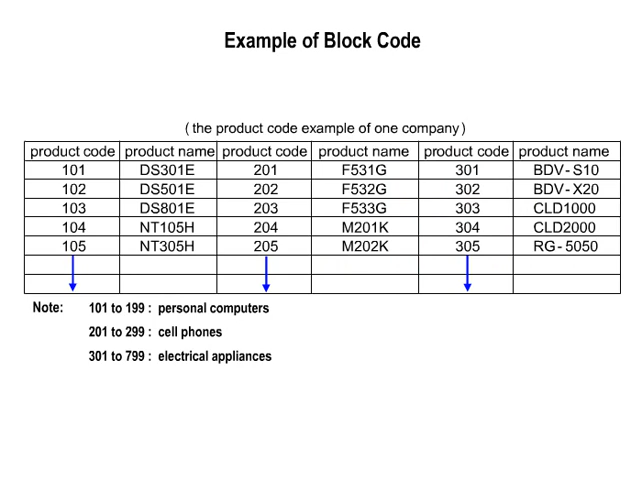 Example of Block Code
( the product code example of one company)
product code product name product code product name product code product name
101 DS301E 201 F531G 301 BDV-S10
102 DS501E 202 F532G 302 BDV-X20
103 DS801E 203 F533G 303 CLD1000
104 NT105H 204 M201K 304 CLD2000
105 NT305H 205 M202K 305 RG-5050
Note: 101 to 199 : personal computers
201 to 299 : cell phones
301 to 799 : electrical appliances